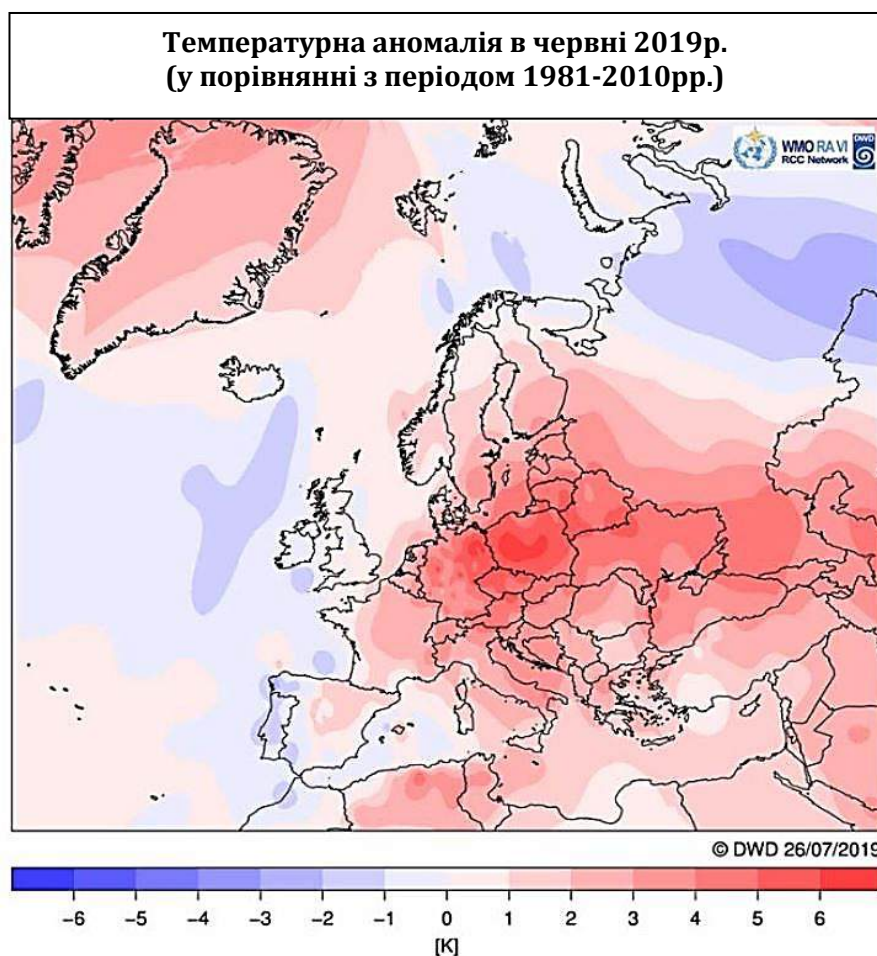 Температурна аномалія в червні 2019р.
(у порівнянні з періодом 1981-2010рр.)
WMO RA VI
RCC Network
DWD
© DWD 26/07/2019
−6 −5 −4 −3 −2 −1 0 1 2 3 4 5 6
[K]